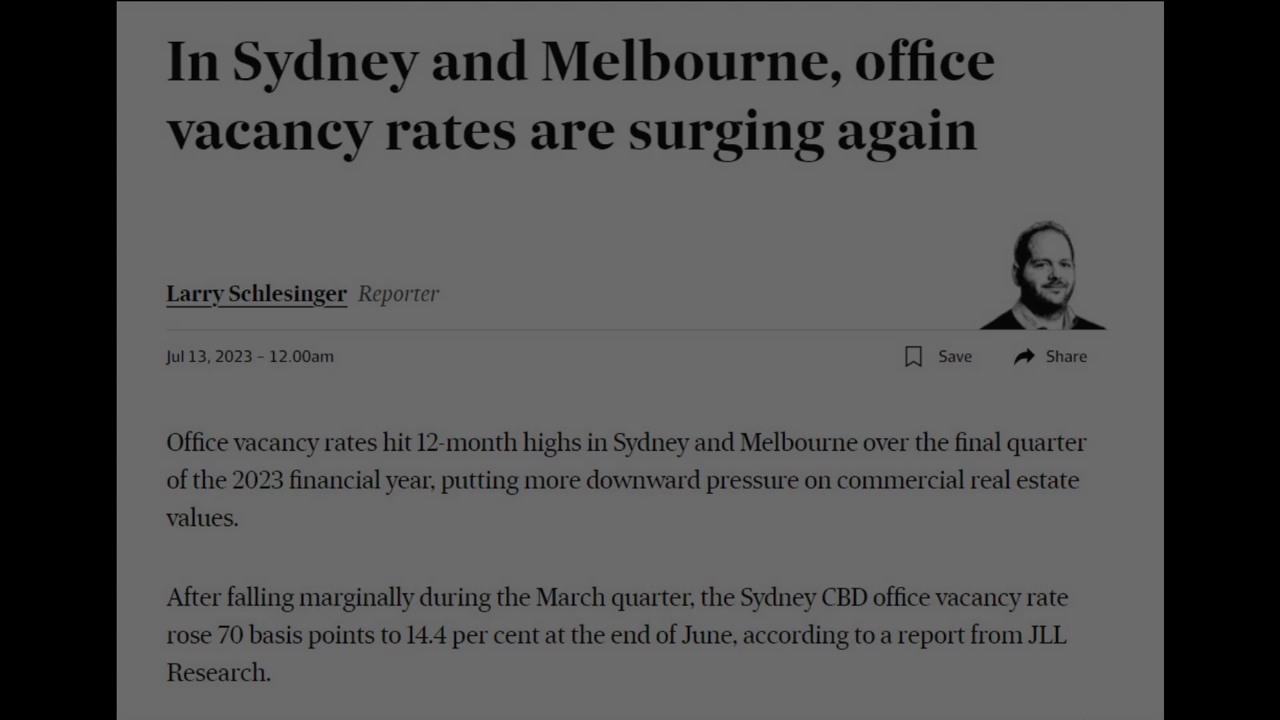 In Sydney and Melbourne, office
vacancy rates are surging again
Larry Schlesinger Reporter
Jul 13, 2023 – 12.00am
Save
Share
Office vacancy rates hit 12-month highs in Sydney and Melbourne over the final quarter
of the 2023 financial year, putting more downward pressure on commercial real estate
values.
After falling marginally during the March quarter, the Sydney CBD office vacancy rate
rose 70 basis points to 14.4 per cent at the end of June, according to a report from JLL
Research.